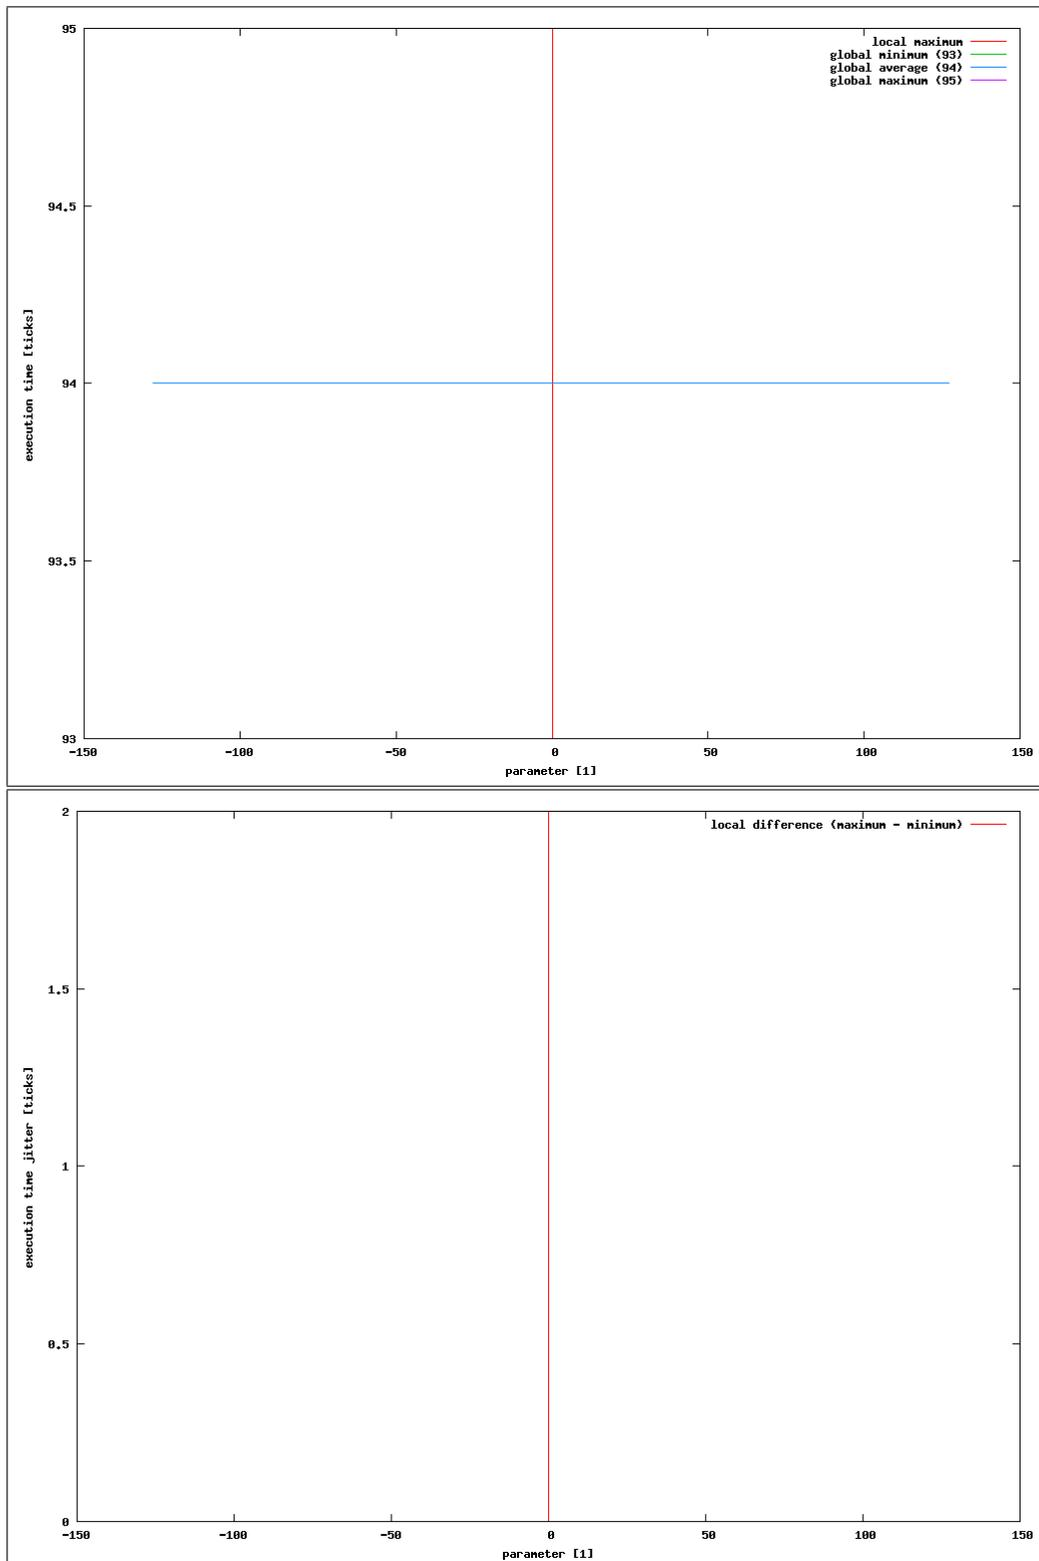 95
local maximum
global minimum (93)
global average (94)
global maximum (95)
94.5
execution time [ticks]
94
93.5
93
-150 -100 -50 0 50 100 150
parameter [1]
2
local difference (maximum - minimum)
1.5
execution time jitter [ticks]
1
0.5
0
-150 -100 -50 0 50 100 150
parameter [1]